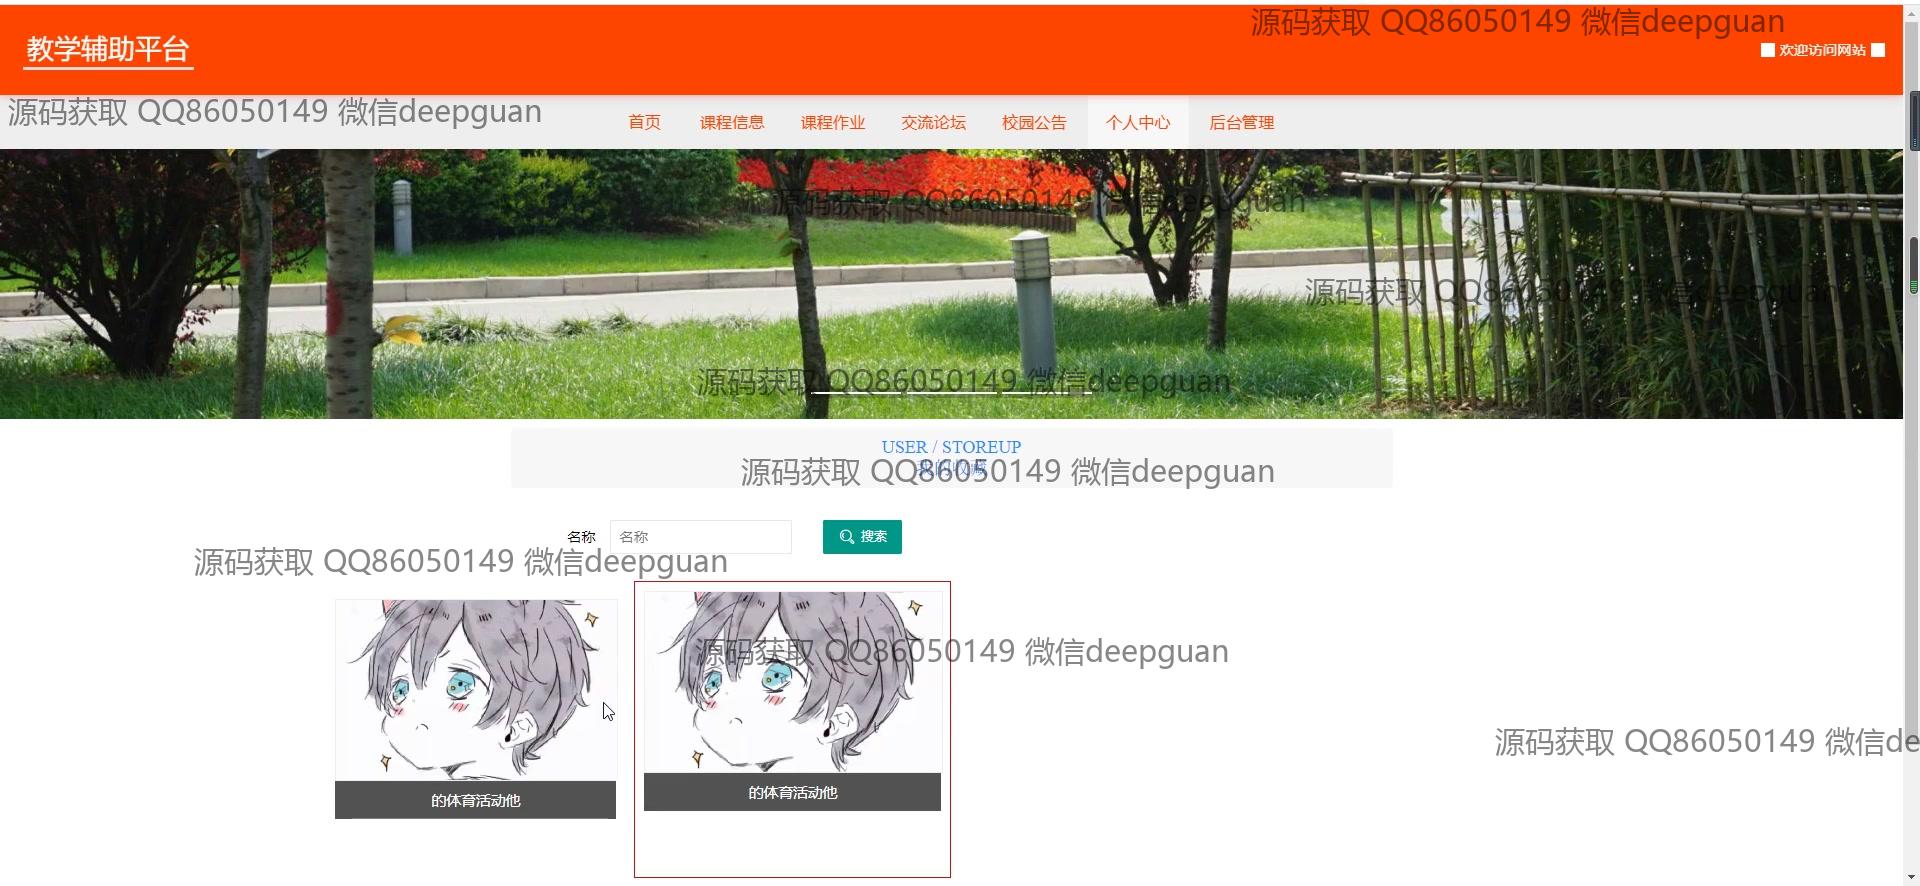 源码获取 QQ86050149 微信deepguan
教学辅助平台
欢迎访问网站
源码获取 QQ86050149 微信deepguan
首页 课程信息 课程作业 交流论坛 校园公告 个人中心 后台管理
源码获取 QQ86050149 微信deepguan
源码获取 QQ86050149 微信deepguan
源码获取 QQ86050149 微信deepguan
USER / STOREUP
我的收藏
源码获取 QQ86050149 微信deepguan
名称 名称 搜索
源码获取 QQ86050149 微信deepguan
源码获取 QQ86050149 微信deepguan
源码获取 QQ86050149 微信de
的体育活动他 的体育活动他